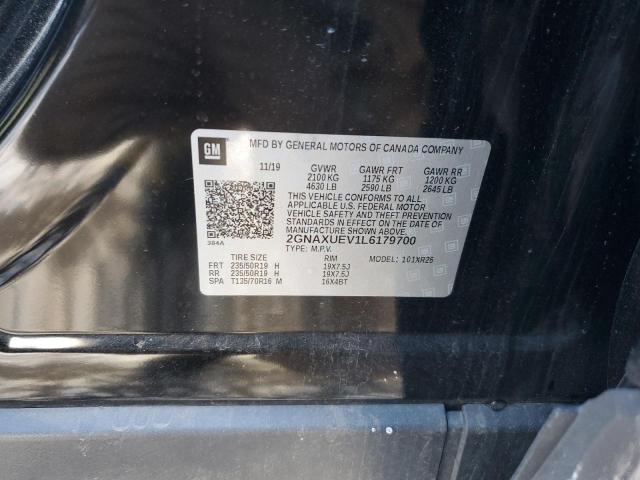 GM MFD BY GENERAL MOTORS OF CANADA COMPANY
11/19 GVWR GAWR FRT GAWR RR
2100 KG 1175 KG 1200 KG
4630 LB 2590 LB 2645 LB
THIS VEHICLE CONFORMS TO ALL
APPLICABLE U.S. FEDERAL MOTOR
VEHICLE SAFETY AND THEFT PREVENTION
STANDARDS IN EFFECT ON THE DATE OF
MANUFACTURE SHOWN ABOVE.
384A 2GNAXUEV1L6179700
TYPE: M.P.V.
TIRE SIZE RIM MODEL: 101XR26
FRT 235/50R19 H 19X7.5J
RR 235/50R19 H 19X7.5J
SPA T135/70R16 M 16X4BT